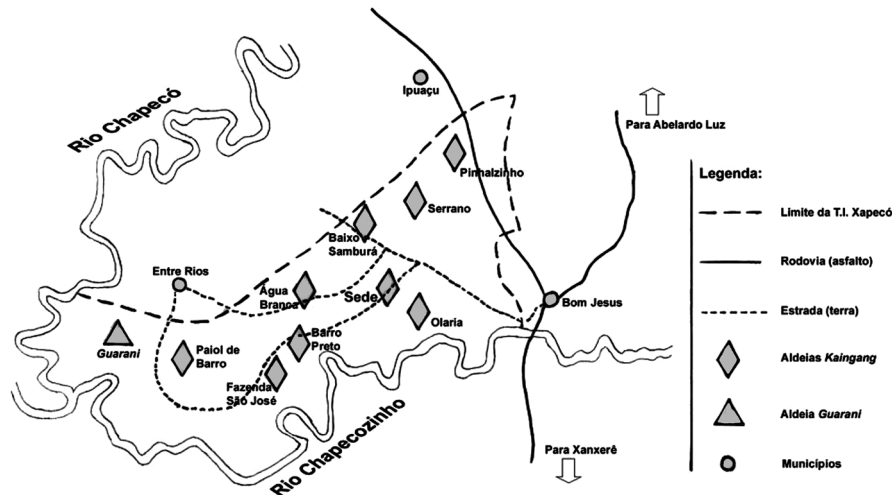 Rio Chapecó
Ipuaçu
Para Abelardo Luz
Pinhalzinho
Serrano
Baixo
Samburá
Entre Rios
Água
Branca
Sede
Bom Jesus
Olaria
Guarani
Paiol de
Barro
Barro
Preto
Fazenda
São José
Rio Chapecozinho
Para Xanxerê
Legenda:
Limite da T.I. Xapecó
Rodovia (asfalto)
Estrada (terra)
Aldeias Kaingang
Aldeia Guarani
Municípios